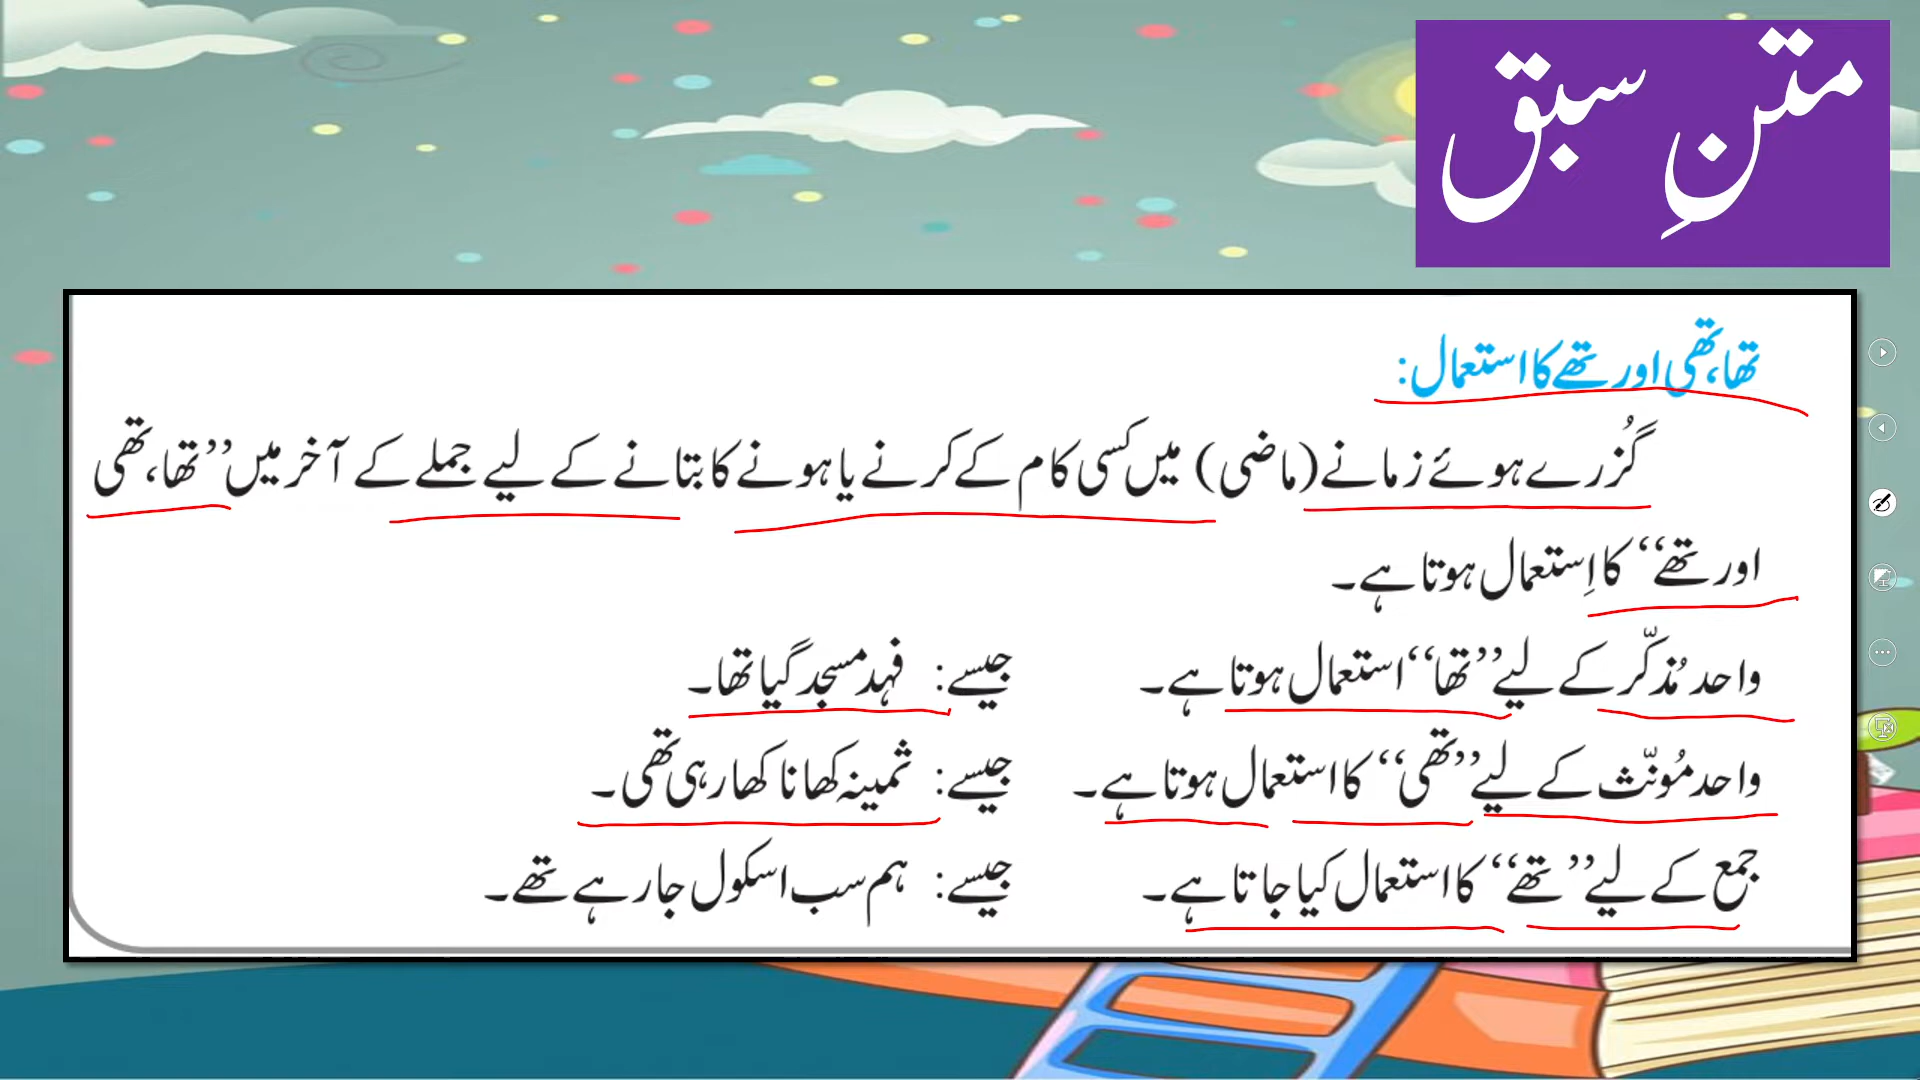 متنِ سبق
تھا، تھی اور تھے کا استعمال:
گُزرے ہوئے زمانے (ماضی) میں کسی کام کے کرنے یا ہونے کا بتانے کے لیے جملے کے آخر میں ’’تھا، تھی
اور تھے‘‘ کا اِستعمال ہوتا ہے۔
واحد مُذکّر کے لیے ’’تھا‘‘ استعمال ہوتا ہے۔ جیسے: فہد مسجد گیا تھا۔
واحد مُونّث کے لیے ’’تھی‘‘ کا استعمال ہوتا ہے۔ جیسے: ثمینہ کھانا کھا رہی تھی۔
جمع کے لیے ’’تھے‘‘ کا استعمال کیا جاتا ہے۔ جیسے: ہم سب اسکول جا رہے تھے۔